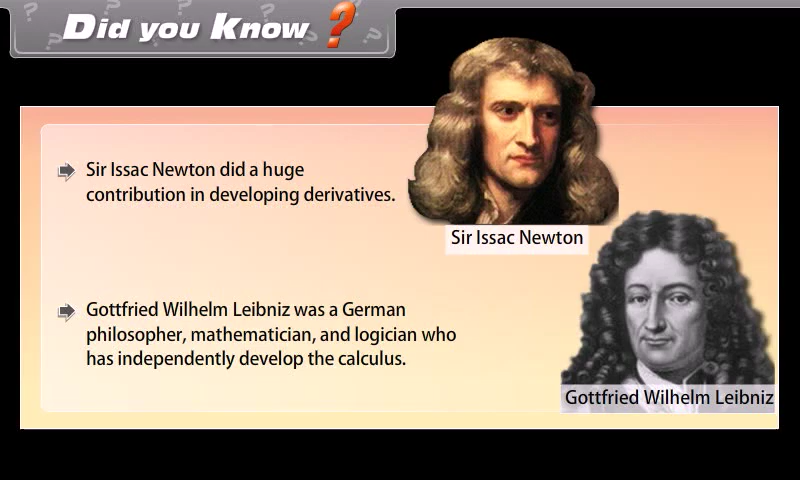 Did you Know ?
Sir Issac Newton did a huge
contribution in developing derivatives.
Sir Issac Newton
Gottfried Wilhelm Leibniz was a German
philosopher, mathematician, and logician who
has independently develop the calculus.
Gottfried Wilhelm Leibniz